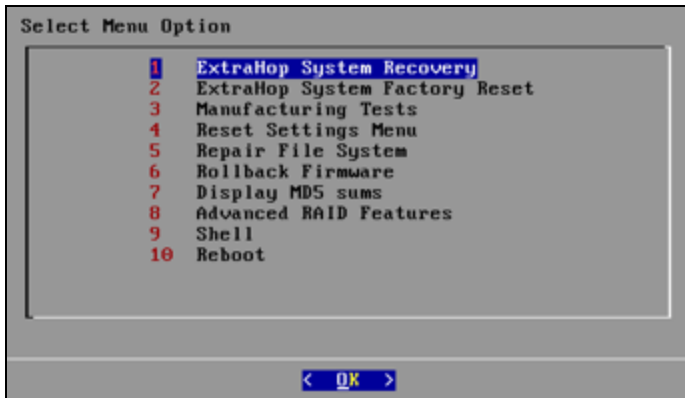 Select Menu Option
1 ExtraHop System Recovery
2 ExtraHop System Factory Reset
3 Manufacturing Tests
4 Reset Settings Menu
5 Repair File System
6 Rollback Firmware
7 Display MD5 sums
8 Advanced RAID Features
9 Shell
10 Reboot
< OK >